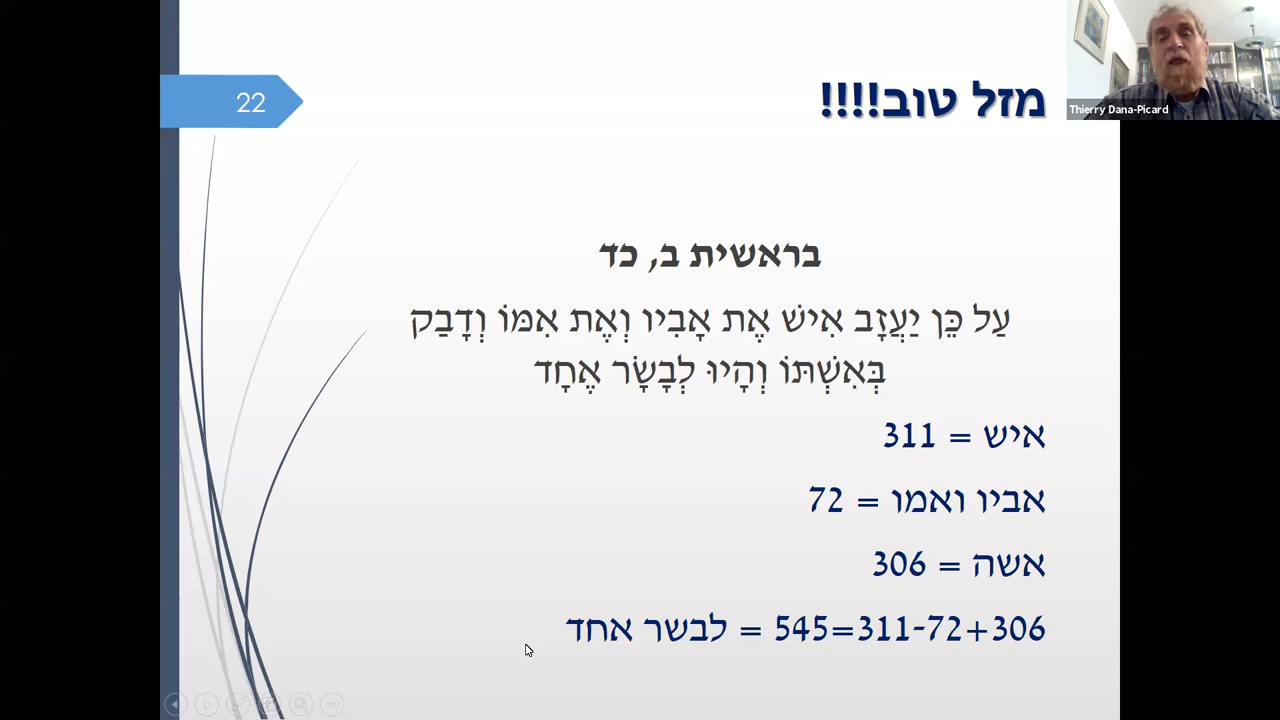 22
מזל טוב!!!!
Thierry Dana-Picard
בראשית ב, כד
עַל כֵּן יַעֲזָב אִישׁ אֶת אָבִיו וְאֶת אִמּוֹ וְדָבַק
בְּאִשְׁתּוֹ וְהָיוּ לְבָשָׂר אֶחָד
איש = 311
אביו ואמו = 72
אשה = 306
306+311-72=545 = לבשר אחד